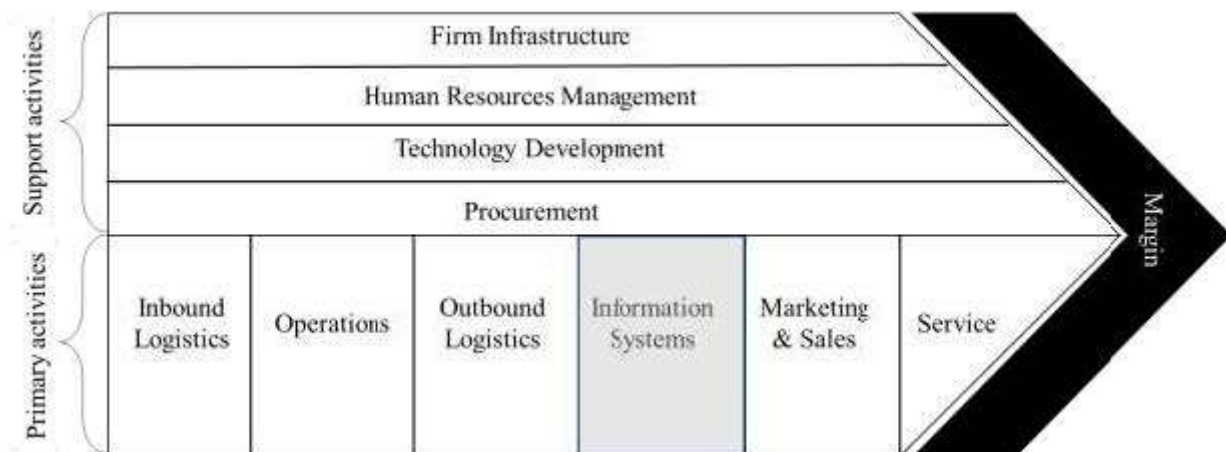 Support activities
Firm Infrastructure
Human Resources Management
Technology Development
Procurement
Margin
Primary activities
Inbound
Logistics
Operations
Outbound
Logistics
Information
Systems
Marketing
& Sales
Service